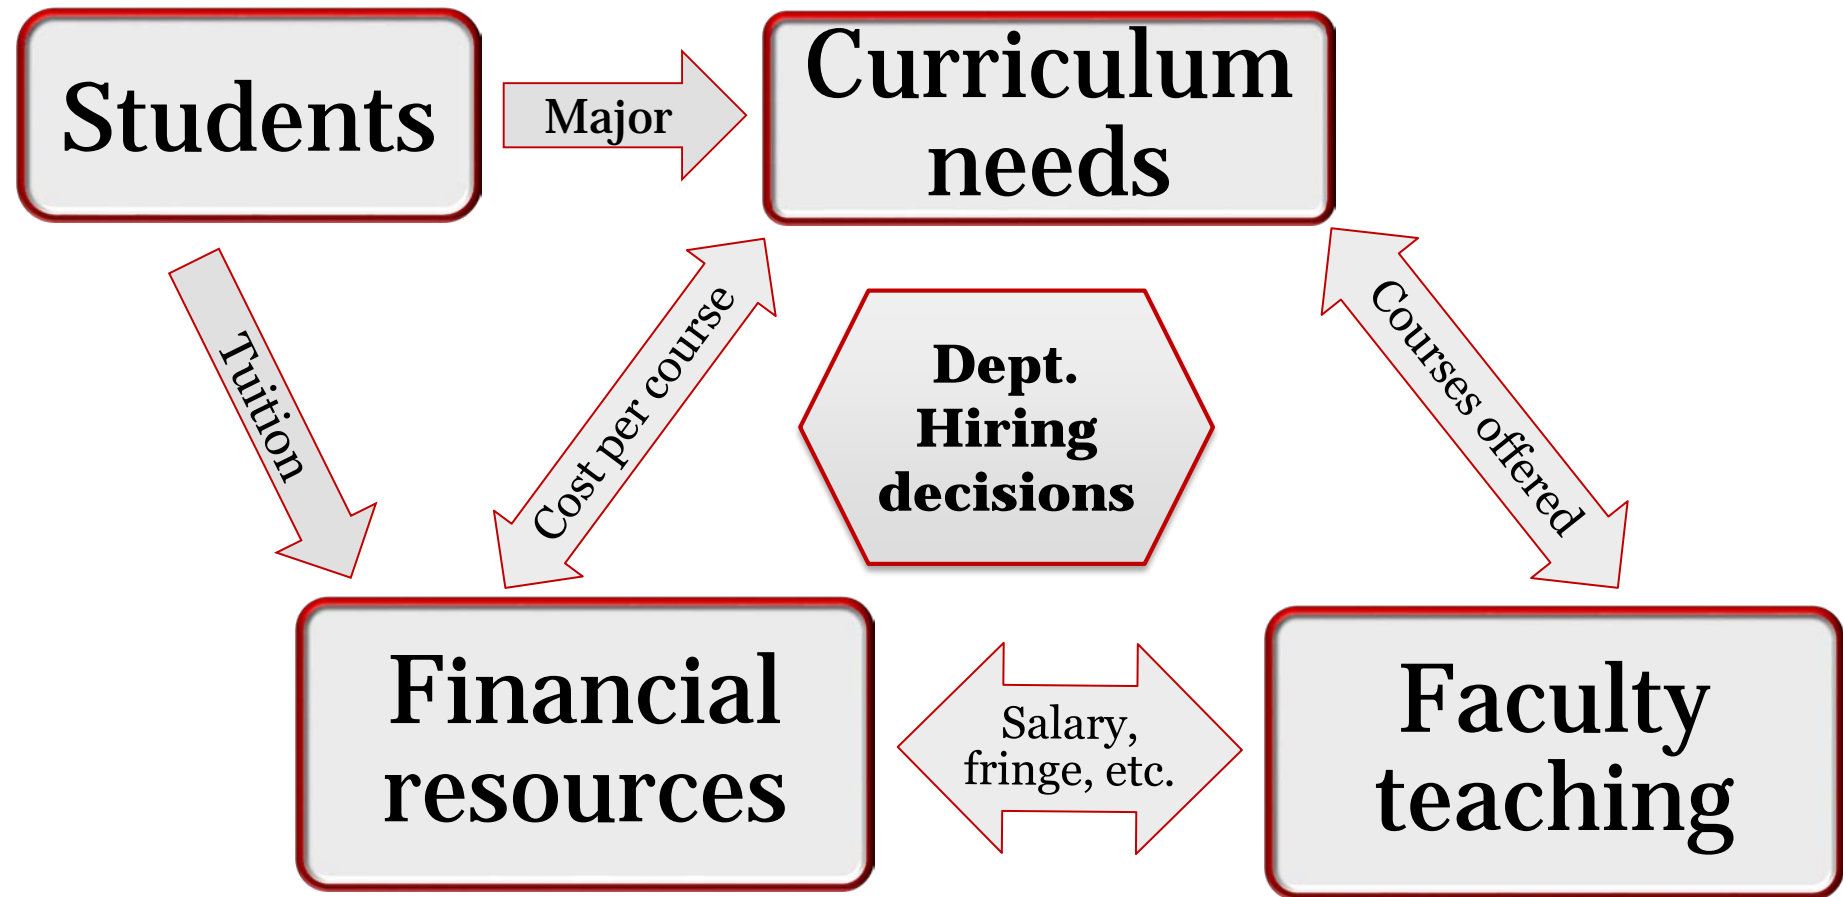 Students
Major
Curriculum
needs
Tuition
Cost per course
Dept.
Hiring
decisions
Courses offered
Financial
resources
Salary,
fringe, etc.
Faculty
teaching